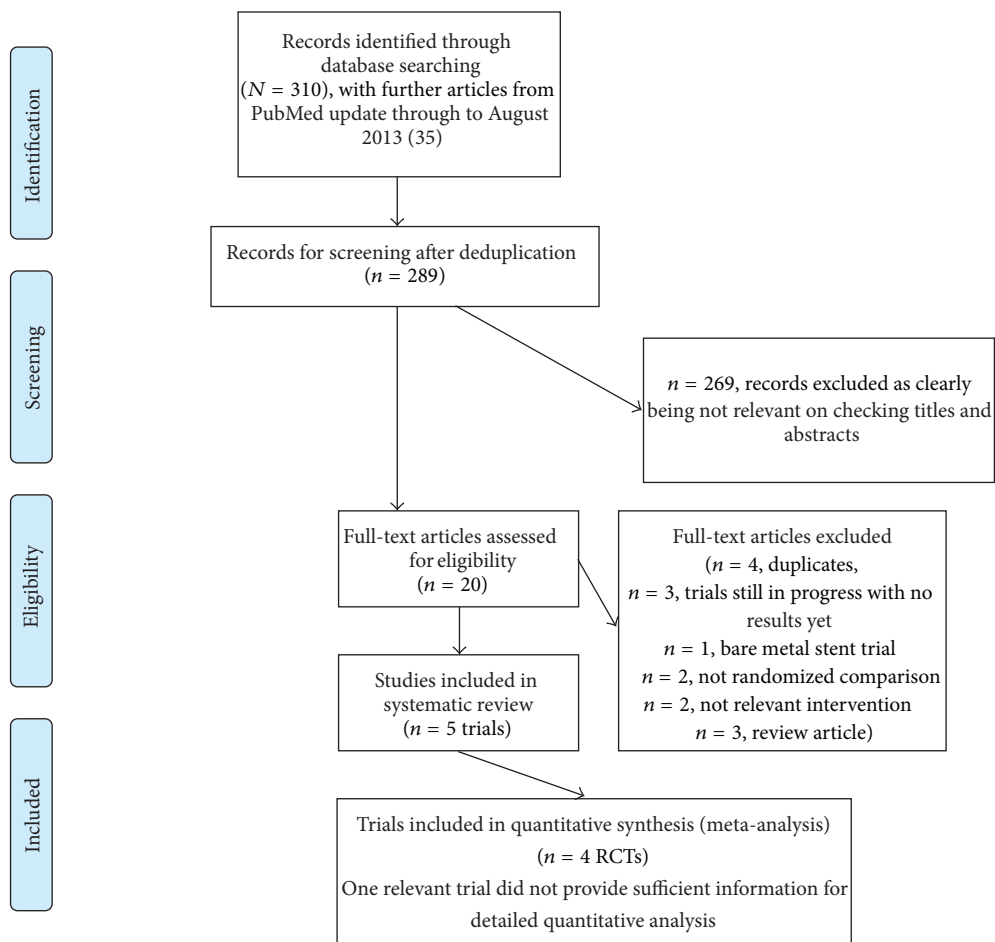 Identification
Records identified through
database searching
(N = 310), with further articles from
PubMed update through to August
2013 (35)
Records for screening after deduplication
(n = 289)
Screening
n = 269, records excluded as clearly
being not relevant on checking titles and
abstracts
Eligibility
Full-text articles assessed
for eligibility
(n = 20)
Full-text articles excluded
(n = 4, duplicates,
n = 3, trials still in progress with no
results yet
n = 1, bare metal stent trial
n = 2, not randomized comparison
n = 2, not relevant intervention
n = 3, review article)
Studies included in
systematic review
(n = 5 trials)
Included
Trials included in quantitative synthesis (meta-analysis)
(n = 4 RCTs)
One relevant trial did not provide sufficient information for
detailed quantitative analysis